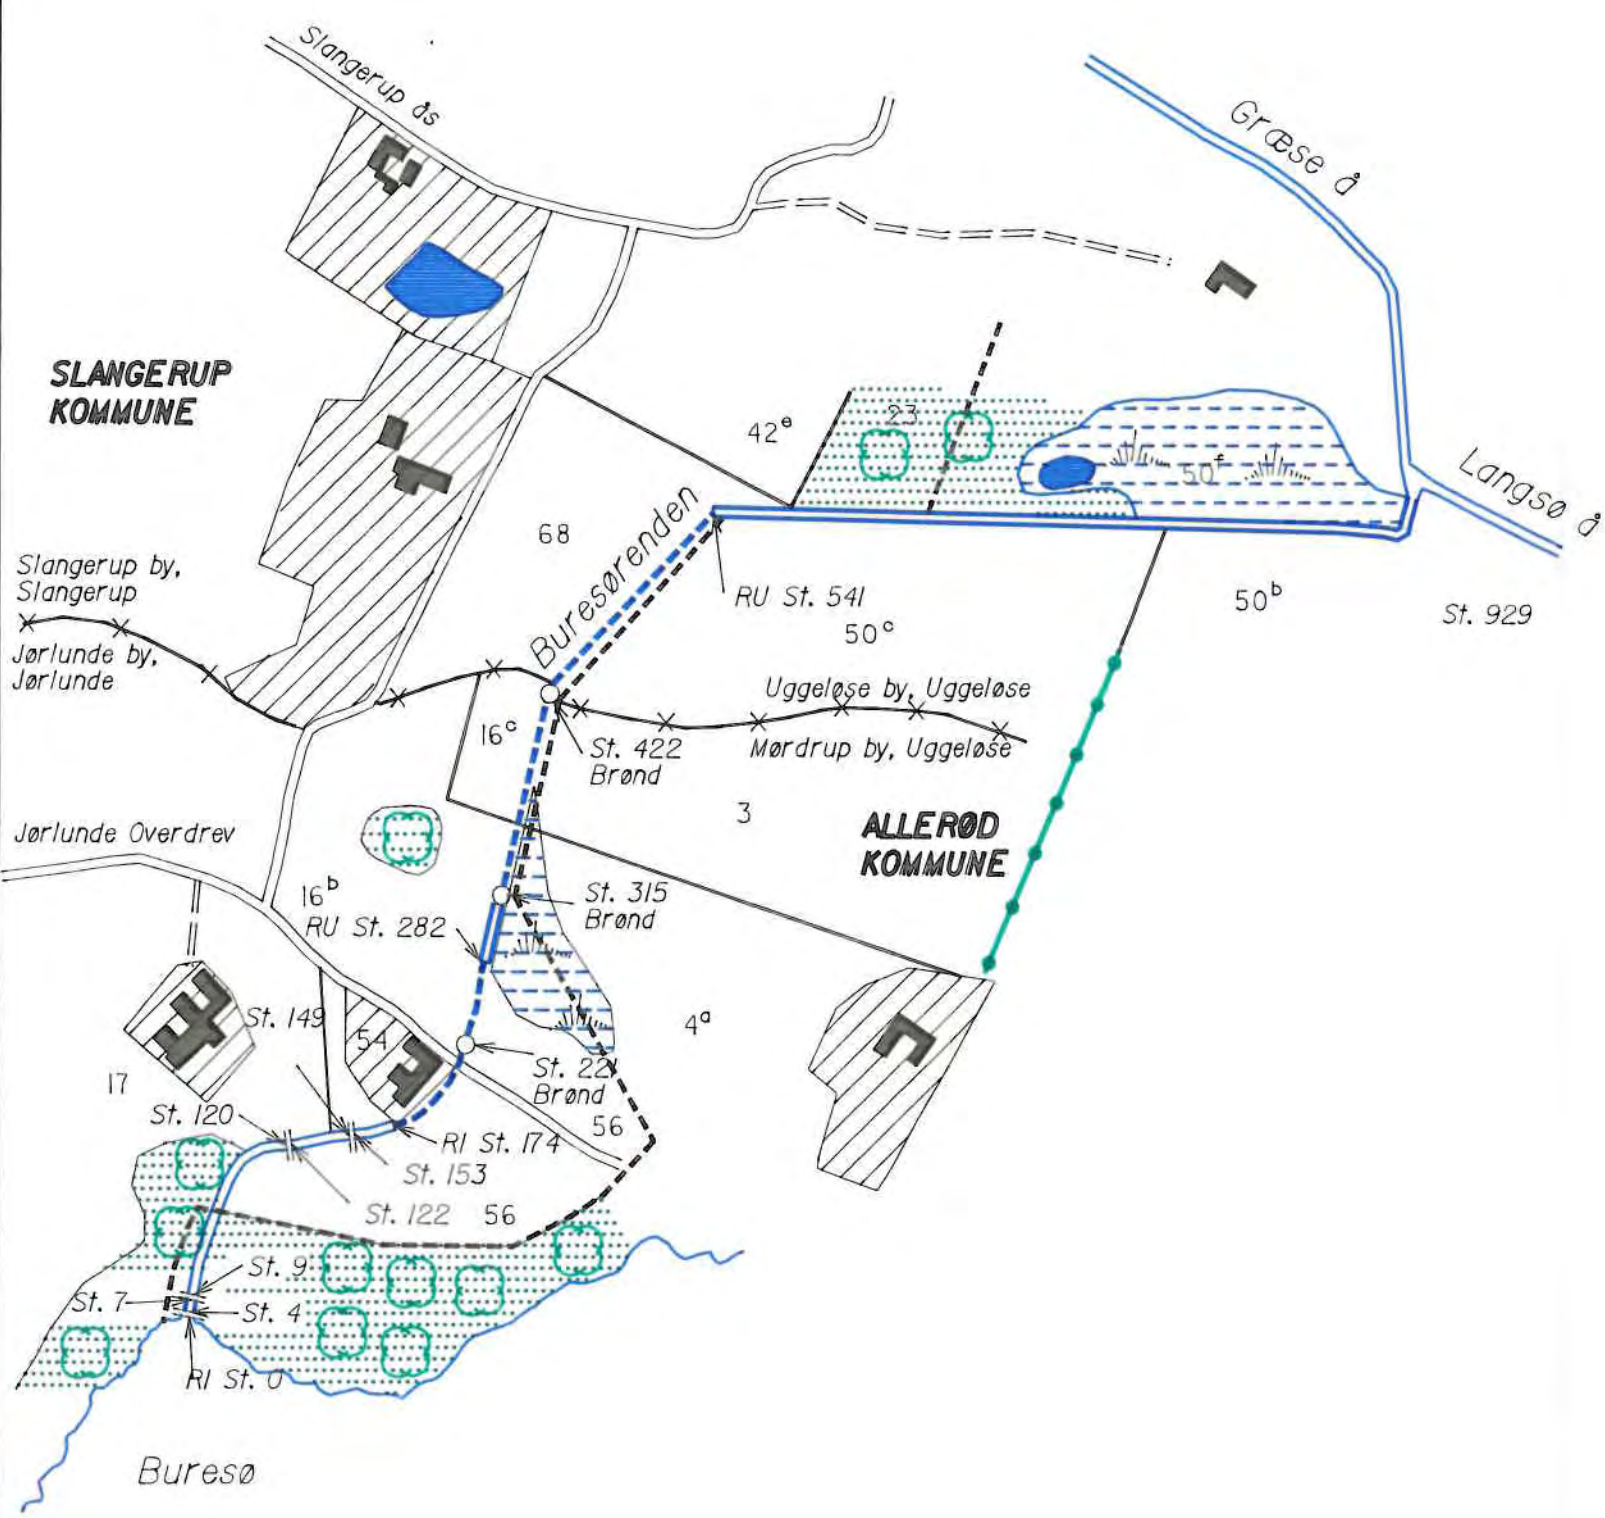 Slangerup ås
Græse å
SLANGERUP
KOMMUNE
23
42e
50f
Langsø å
68
Buresørenden
Slangerup by,
Slangerup
RU St. 541
50b
St. 929
50c
Jørlunde by,
Jørlunde
Uggeløse by, Uggeløse
16c
St. 422
Brønd
Mørdrup by, Uggeløse
3
ALLERØD
KOMMUNE
Jørlunde Overdrev
16b
St. 315
Brønd
RU St. 282
St. 149
54
4a
17
St. 221
Brønd
St. 120
56
RI St. 174
St. 153
St. 122
56
St. 9
St. 7
St. 4
RI St. 0
Buresø